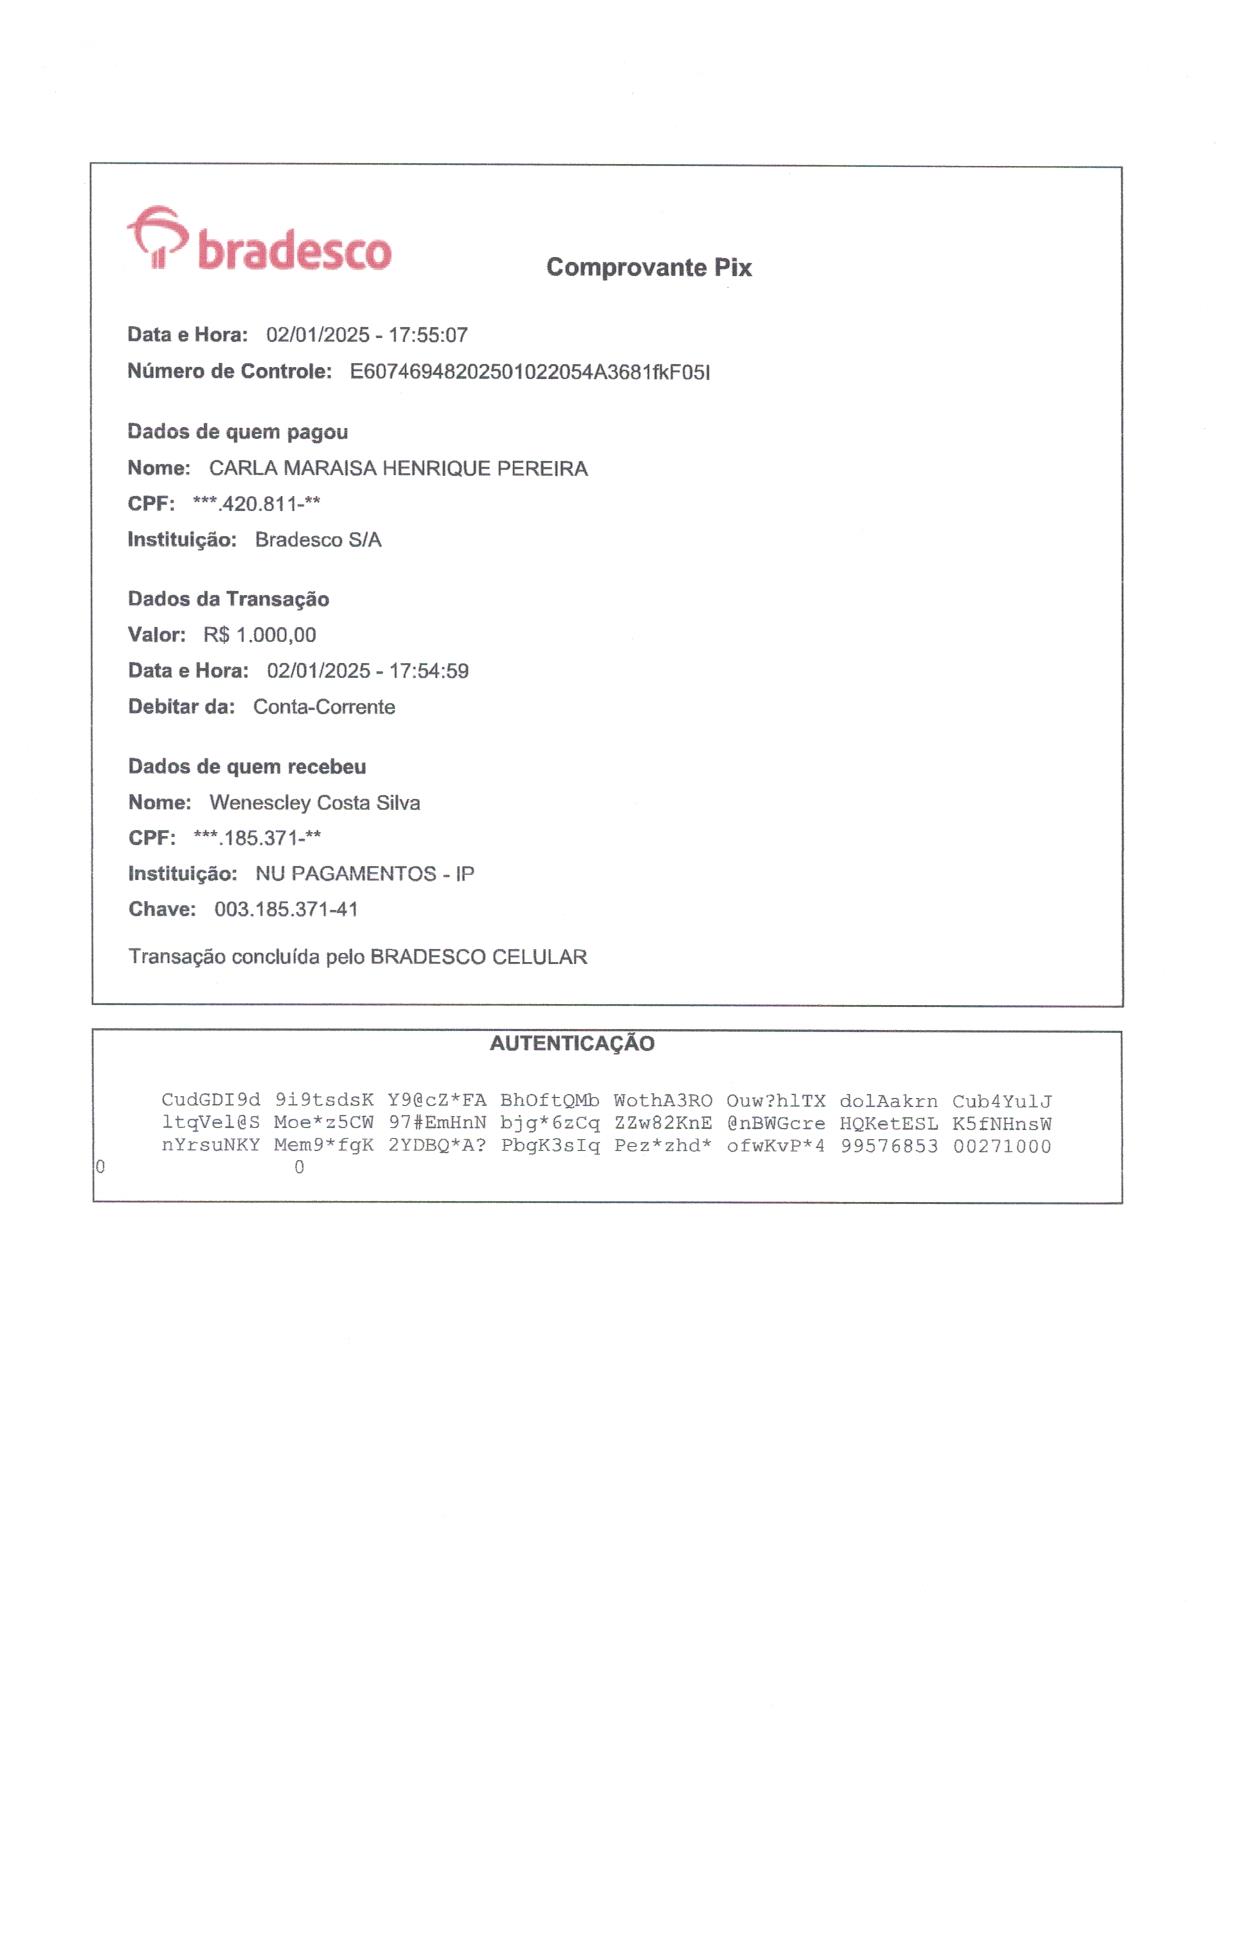 bradesco
Comprovante Pix
Data e Hora: 02/01/2025 - 17:55:07
Número de Controle: E60746948202501022054A3681fkF05I
Dados de quem pagou
Nome: CARLA MARAISA HENRIQUE PEREIRA
CPF: ***.420.811-**
Instituição: Bradesco S/A
Dados da Transação
Valor: R$ 1.000,00
Data e Hora: 02/01/2025 - 17:54:59
Debitar da: Conta-Corrente
Dados de quem recebeu
Nome: Wenescley Costa Silva
CPF: ***.185.371-**
Instituição: NU PAGAMENTOS - IP
Chave: 003.185.371-41
Transação concluída pelo BRADESCO CELULAR
AUTENTICAÇÃO
CudGDI9d 9i9tsdsK Y9@cZ*FA BhOftQMb WothA3RO Ouw?hlTX dolAakrn Cub4YulJ
ltqVel@S Moe*z5CW 97#EmHnN bjg*6zCq ZZw82KnE @nBWGcre HQKetESL K5fNHnsW
nYrsuNKY Mem9*fgK 2YDBQ*A? PbgK3sIq Pez*zhd* ofwKvP*4 99576853 00271000
0 0